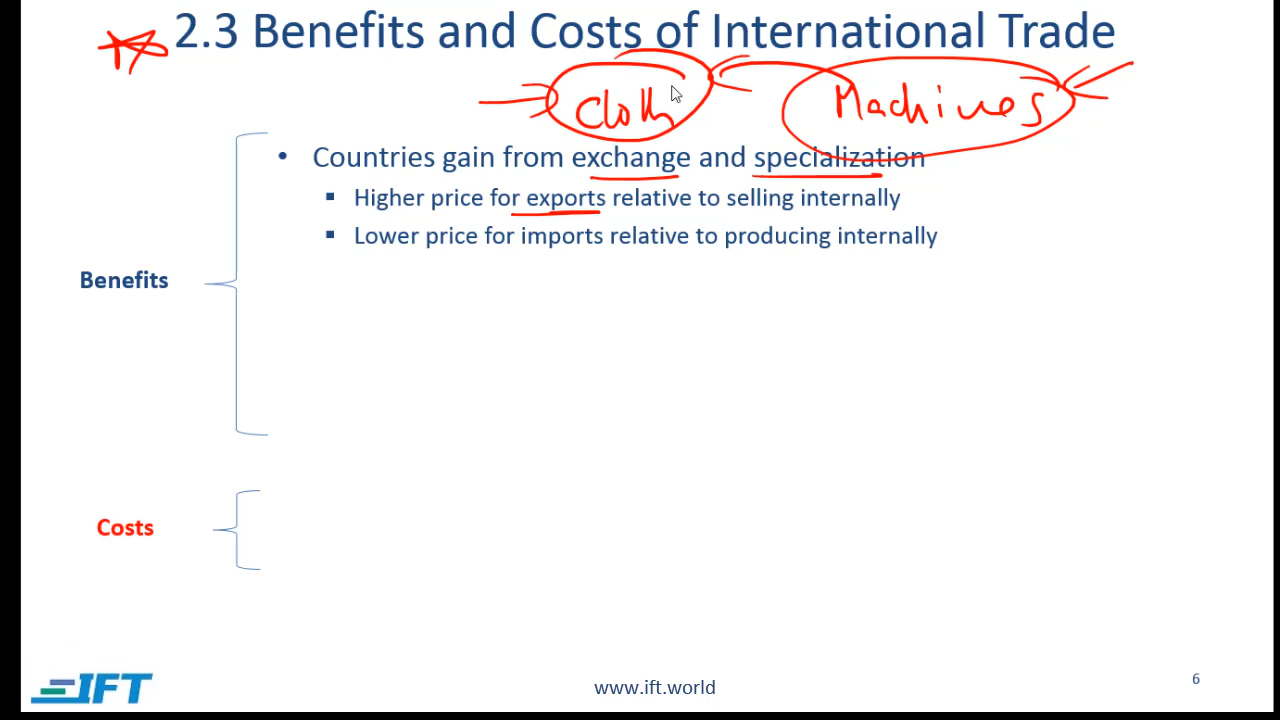 2.3 Benefits and Costs of International Trade
Cloth Machines
• Countries gain from exchange and specialization
▪ Higher price for exports relative to selling internally
▪ Lower price for imports relative to producing internally
Benefits
Costs
IFT
www.ift.world
6